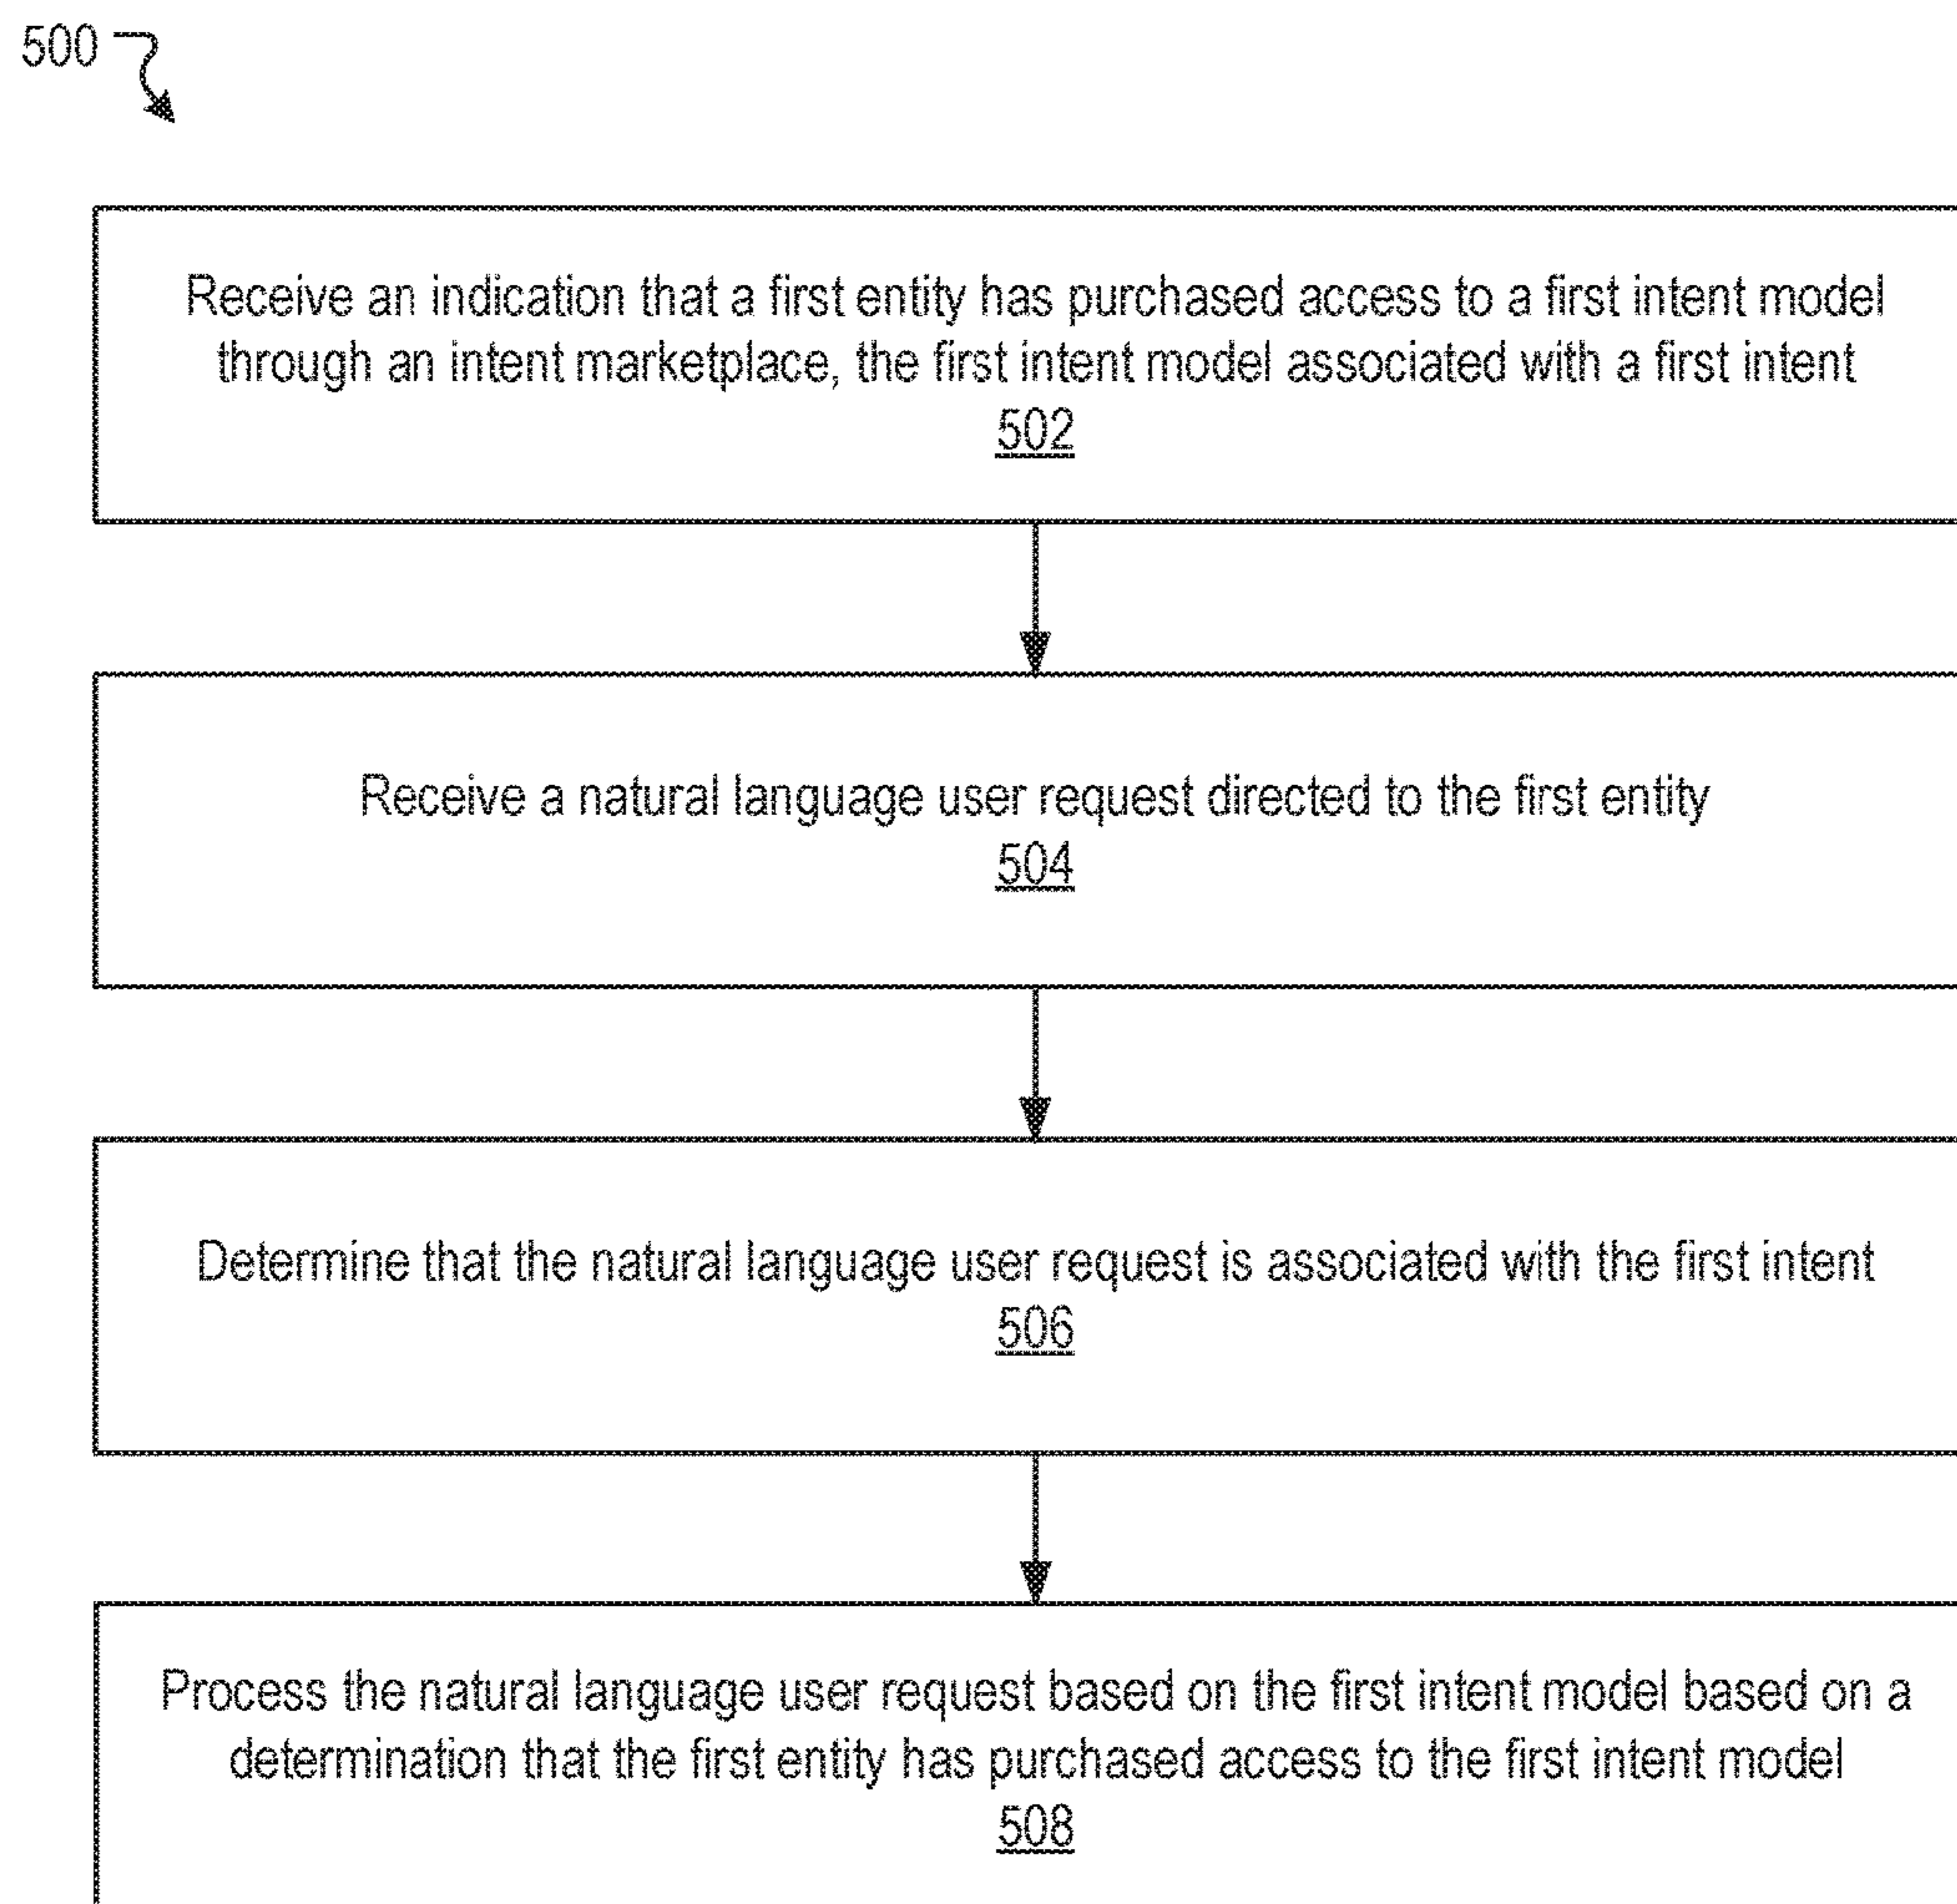 500
Receive an indication that a first entity has purchased access to a first intent model
through an intent marketplace, the first intent model associated with a first intent
502
Receive a natural language user request directed to the first entity
504
Determine that the natural language user request is associated with the first intent
506
Process the natural language user request based on the first intent model based on a
determination that the first entity has purchased access to the first intent model
508